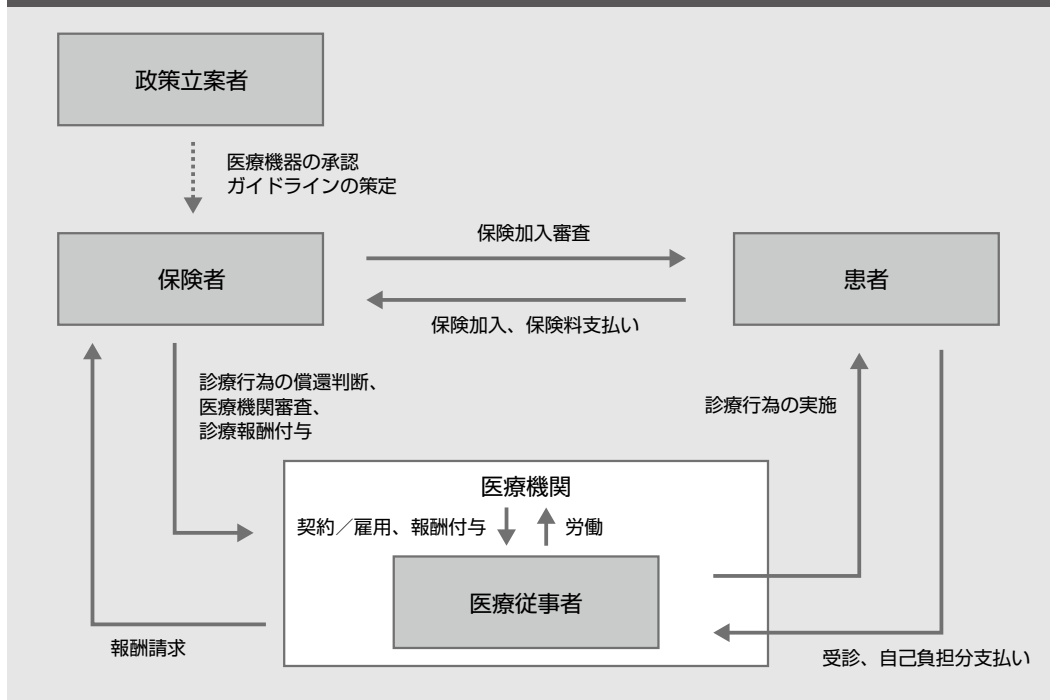 政策立案者
医療機器の承認
ガイドラインの策定
保険加入審査
保険者
患者
保険加入、保険料支払い
診療行為の償還判断、
医療機関審査、
診療報酬付与
診療行為の実施
医療機関
契約／雇用、報酬付与
労働
医療従事者
報酬請求
受診、自己負担分支払い